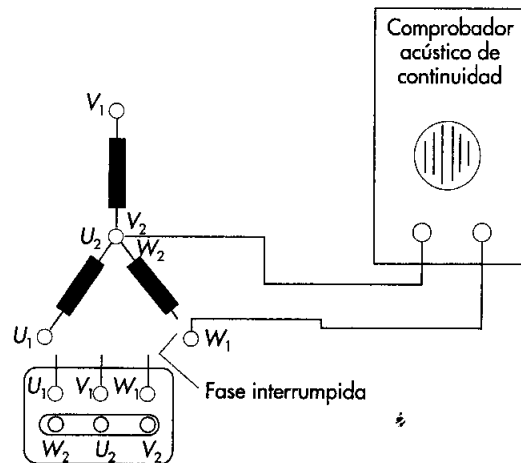 Comprobador
acústico de
continuidad
V₁
V₂
U₂
W₂
U₁
W₁
U₁ V₁ W₁
Fase interrumpida
W₂ U₂ V₂